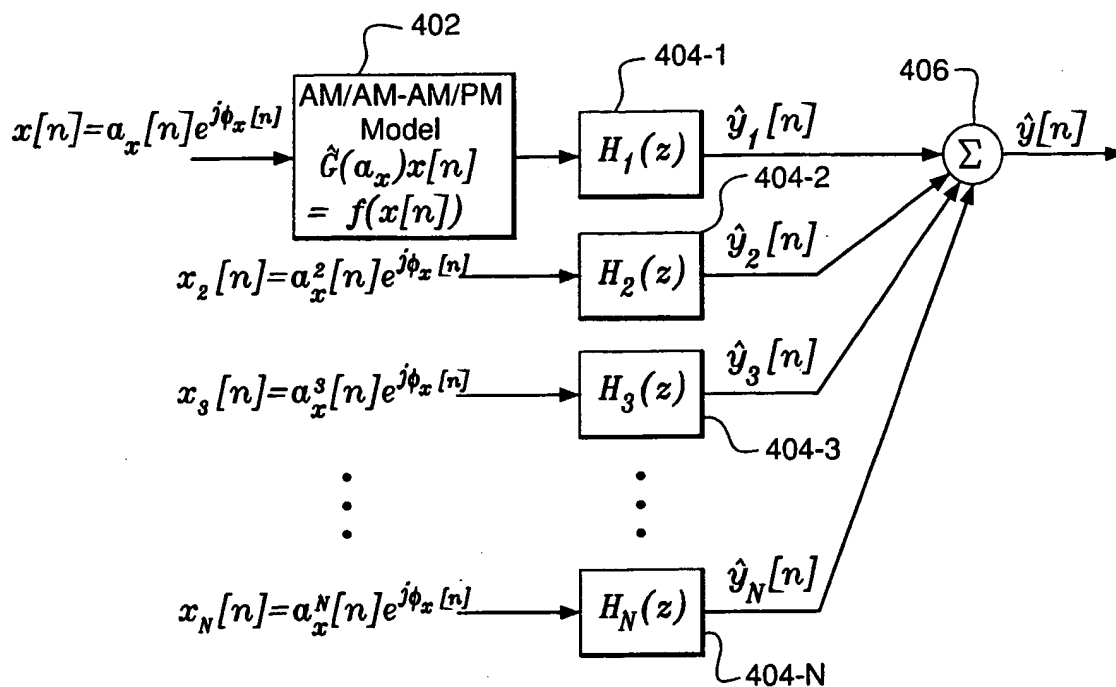 402
404-1
406
x[n]=a_x[n]e^{jϕ_x[n]}
AM/AM-AM/PM
Model
G̃(a_x)x[n]
= f(x[n])
H_1(z)
ŷ_1[n]
Σ
ŷ[n]
404-2
x_2[n]=a_x^2[n]e^{jϕ_x[n]}
H_2(z)
ŷ_2[n]
x_3[n]=a_x^3[n]e^{jϕ_x[n]}
H_3(z)
ŷ_3[n]
404-3
x_N[n]=a_x^N[n]e^{jϕ_x[n]}
H_N(z)
ŷ_N[n]
404-N